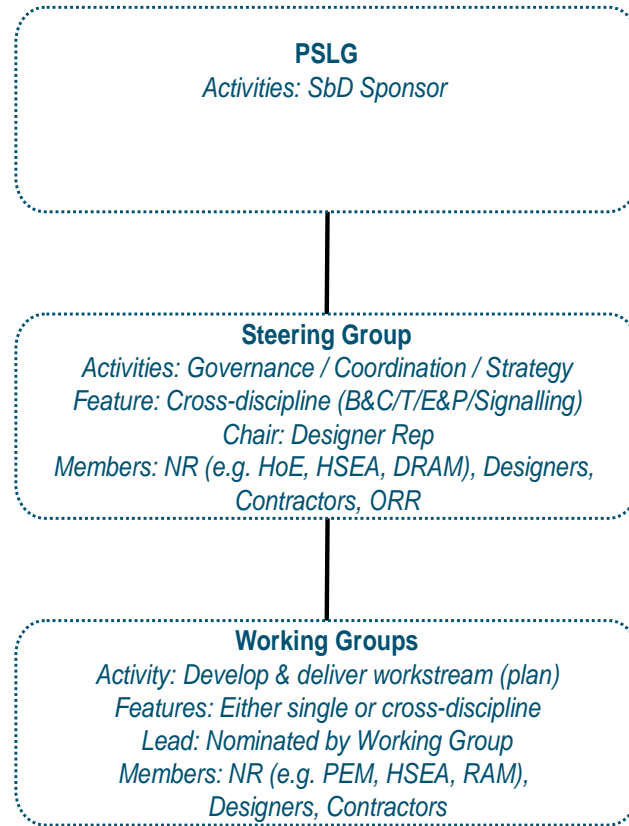 PSLG
Activities: SbD Sponsor
Steering Group
Activities: Governance / Coordination / Strategy
Feature: Cross-discipline (B&C/T/E&P/Signalling)
Chair: Designer Rep
Members: NR (e.g. HoE, HSEA, DRAM), Designers,
Contractors, ORR
Working Groups
Activity: Develop & deliver workstream (plan)
Features: Either single or cross-discipline
Lead: Nominated by Working Group
Members: NR (e.g. PEM, HSEA, RAM),
Designers, Contractors